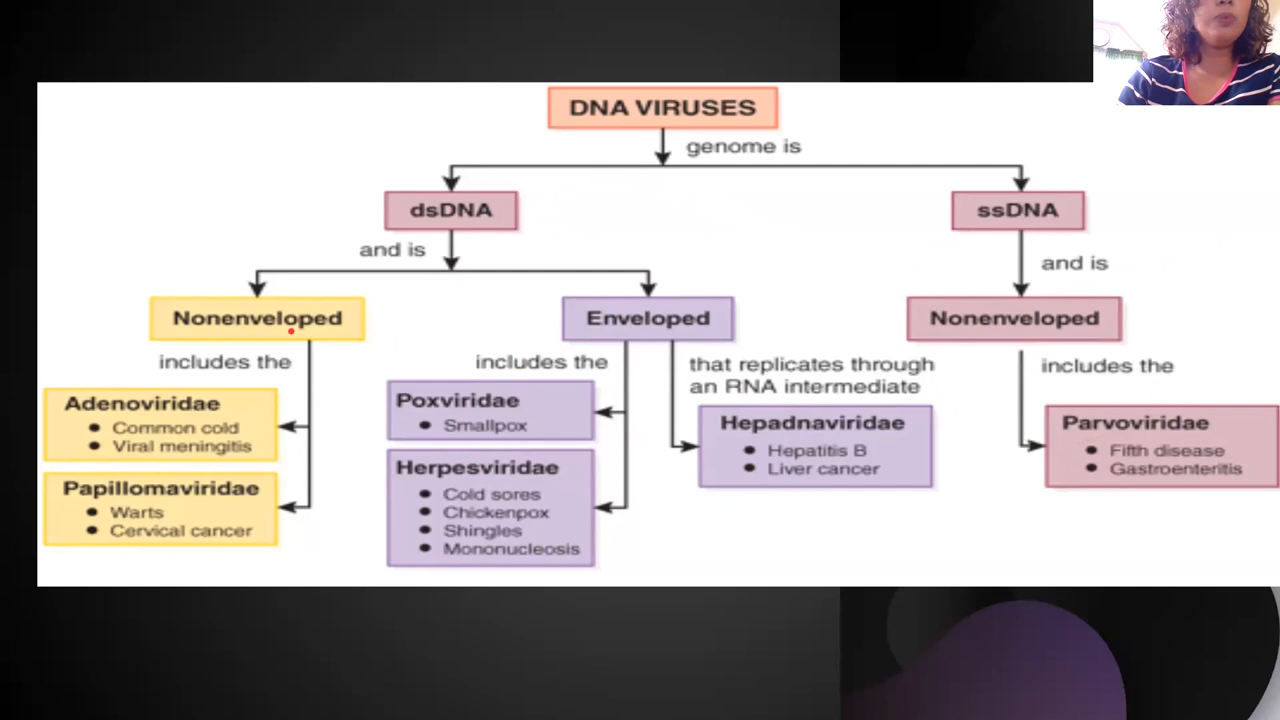 DNA VIRUSES
genome is
dsDNA
ssDNA
and is
and is
Nonenveloped
Enveloped
Nonenveloped
includes the
includes the
that replicates through
an RNA intermediate
includes the
Adenoviridae
• Common cold
• Viral meningitis
Papillomaviridae
• Warts
• Cervical cancer
Poxviridae
• Smallpox
Herpesviridae
• Cold sores
• Chickenpox
• Shingles
• Mononucleosis
Hepadnaviridae
• Hepatitis B
• Liver cancer
Parvoviridae
• Fifth disease
• Gastroenteritis